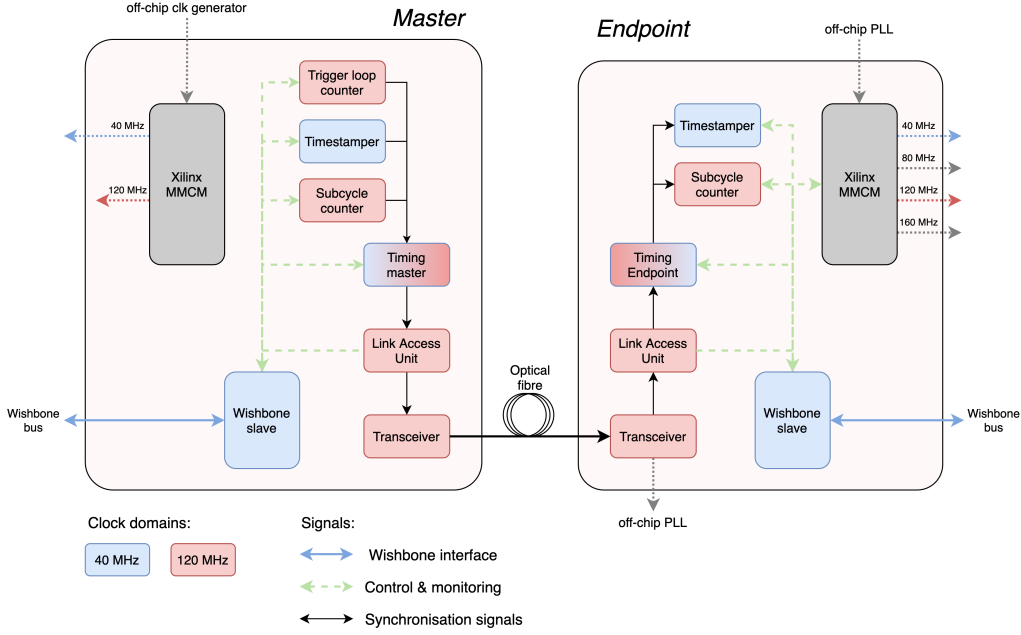 off-chip clk generator
Master
Endpoint
off-chip PLL
Trigger loop
counter
Timestamper
Subcycle
counter
Timing
master
Link Access
Unit
Transceiver
Xilinx
MMCM
40 MHz
120 MHz
Wishbone
bus
Wishbone
slave
Optical
fibre
Timestamper
Subcycle
counter
Timing
Endpoint
Link Access
Unit
Transceiver
off-chip PLL
Xilinx
MMCM
40 MHz
80 MHz
120 MHz
160 MHz
Wishbone
slave
Wishbone
bus
Clock domains:
40 MHz
120 MHz
Signals:
Wishbone interface
Control & monitoring
Synchronisation signals